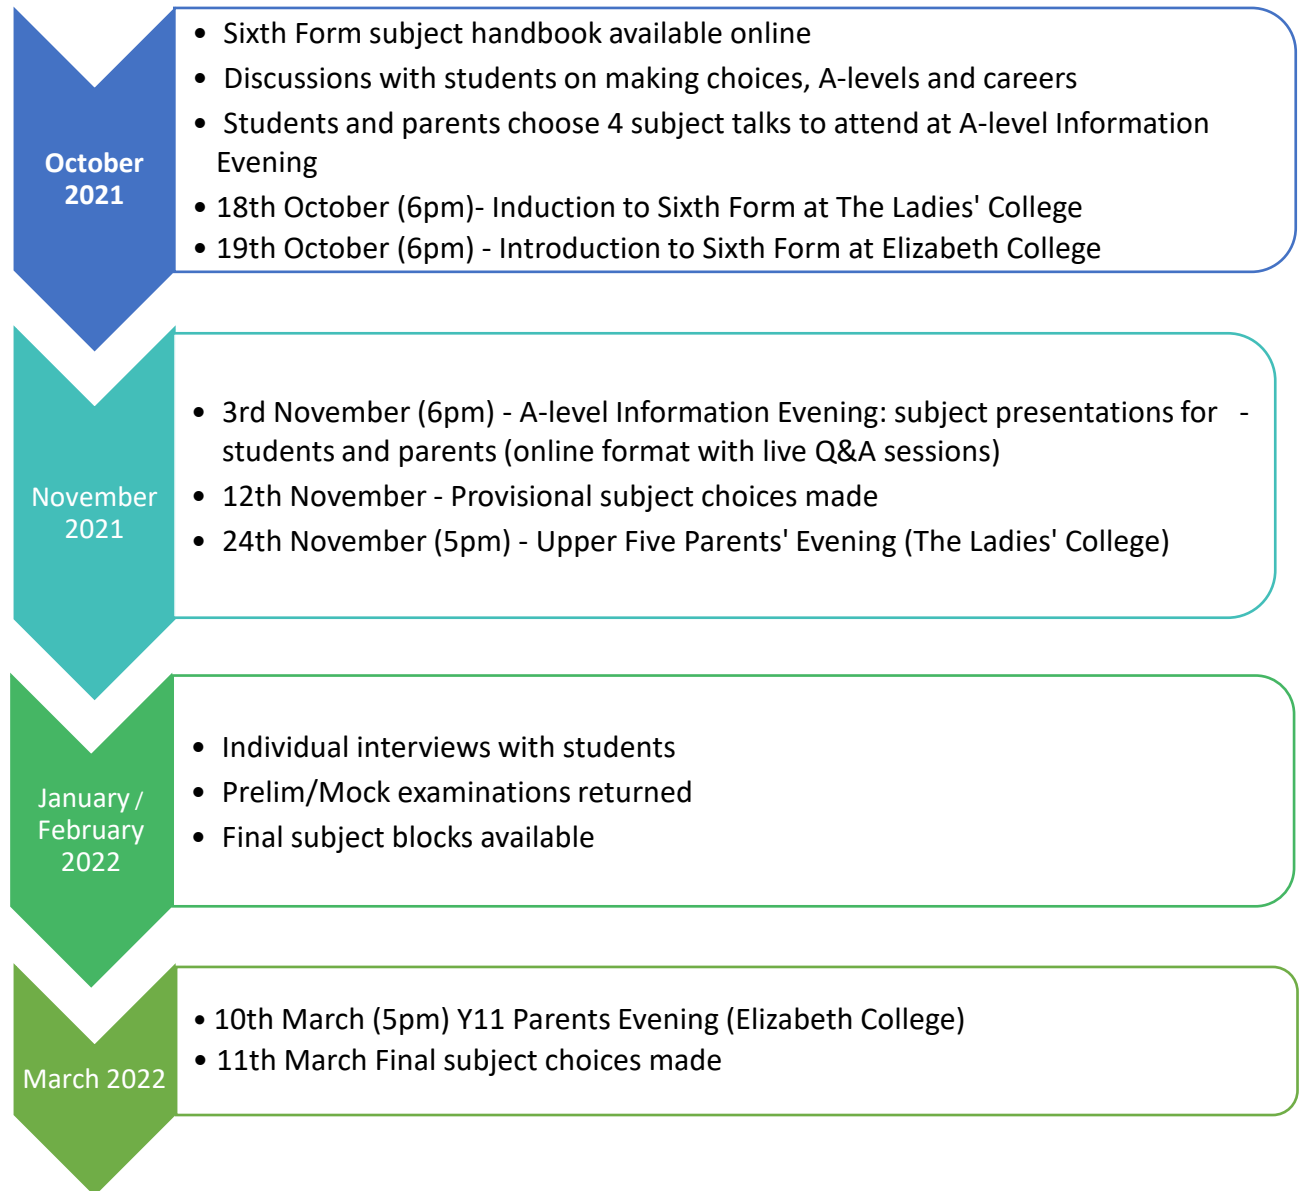 October
2021
• Sixth Form subject handbook available online
• Discussions with students on making choices, A-levels and careers
• Students and parents choose 4 subject talks to attend at A-level Information
Evening
• 18th October (6pm)- Induction to Sixth Form at The Ladies' College
• 19th October (6pm) - Introduction to Sixth Form at Elizabeth College
November
2021
• 3rd November (6pm) - A-level Information Evening: subject presentations for -
students and parents (online format with live Q&A sessions)
• 12th November - Provisional subject choices made
• 24th November (5pm) - Upper Five Parents' Evening (The Ladies' College)
January /
February
2022
• Individual interviews with students
• Prelim/Mock examinations returned
• Final subject blocks available
March 2022
• 10th March (5pm) Y11 Parents Evening (Elizabeth College)
• 11th March Final subject choices made